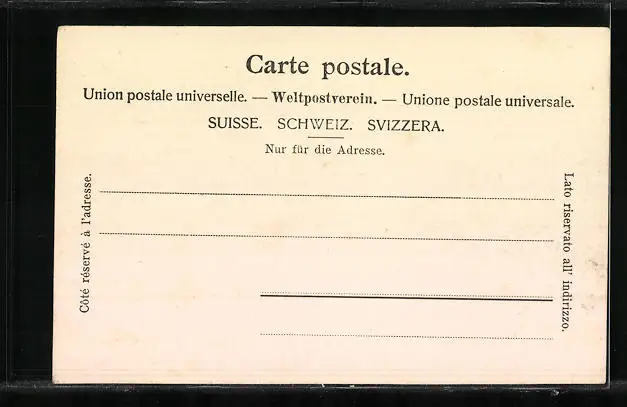 Carte postale.
Union postale universelle. — Weltpostverein. — Unione postale universale.
SUISSE. SCHWEIZ. SVIZZERA.
Nur für die Adresse.
Côté réservé à l'adresse.
Lato riservato all' indirizzo.